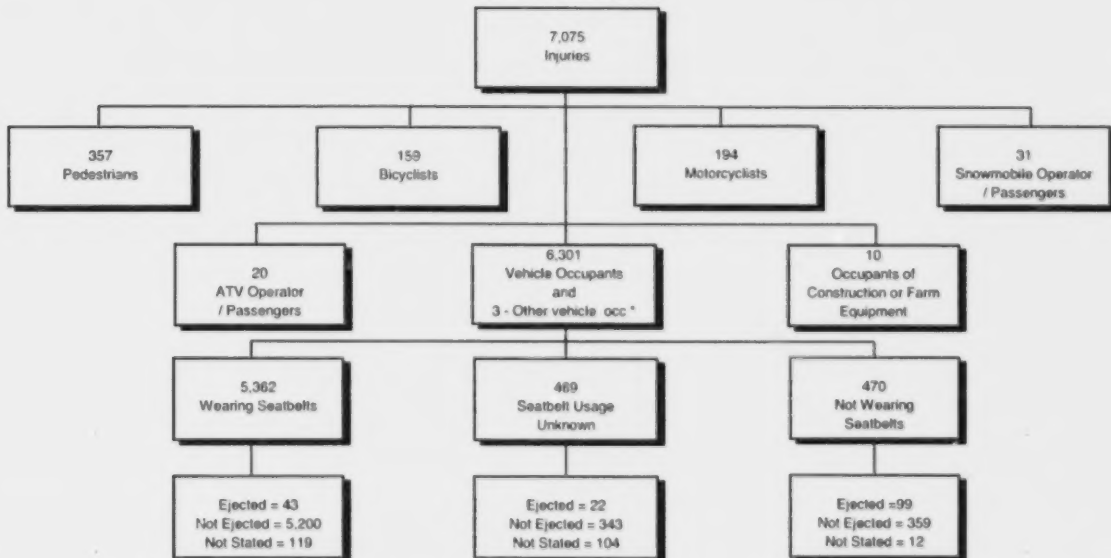 7,075
Injuries
357
Pedestrians
159
Bicyclists
194
Motorcyclists
31
Snowmobile Operator
/ Passengers
20
ATV Operator
/ Passengers
6,301
Vehicle Occupants
and
3 - Other vehicle occ *
10
Occupants of
Construction or Farm
Equipment
5,362
Wearing Seatbelts
469
Seatbelt Usage
Unknown
470
Not Wearing
Seatbelts
Ejected = 43
Not Ejected = 5,200
Not Stated = 119
Ejected = 22
Not Ejected = 343
Not Stated = 104
Ejected =99
Not Ejected = 359
Not Stated = 12